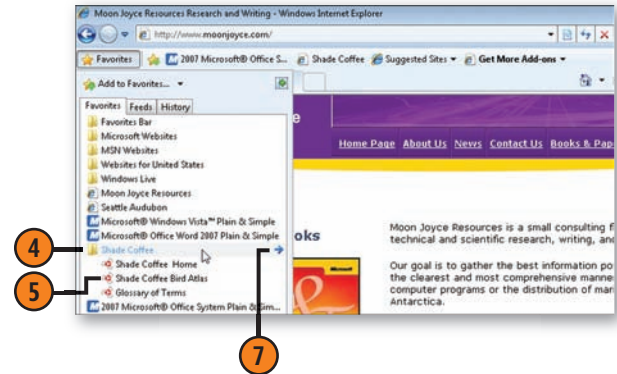 Moon Joyce Resources Research and Writing - Windows Internet Explorer
http://www.moonjoyce.com/
Favorites 2007 Microsoft® Office S... Shade Coffee Suggested Sites Get More Add-ons
Add to Favorites...
Favorites Feeds History
Favorites Bar
Microsoft Websites
MSN Websites
Websites for United States
Windows Live
Moon Joyce Resources
Seattle Audubon
Microsoft® Windows Vista™ Plain & Simple
Microsoft® Office Word 2007 Plain & Simple
Shade Coffee
Shade Coffee Home
Shade Coffee Bird Atlas
Glossary of Terms
2007 Microsoft® Office System Plain & Sim...
e
Home Page About Us News Contact Us Books & Pap
oks
Moon Joyce Resources is a small consulting f
technical and scientific research, writing, and
Our goal is to gather the best information po
the clearest and most comprehensive manne
computer programs or the distribution of mar
Antarctica.
4
5
7